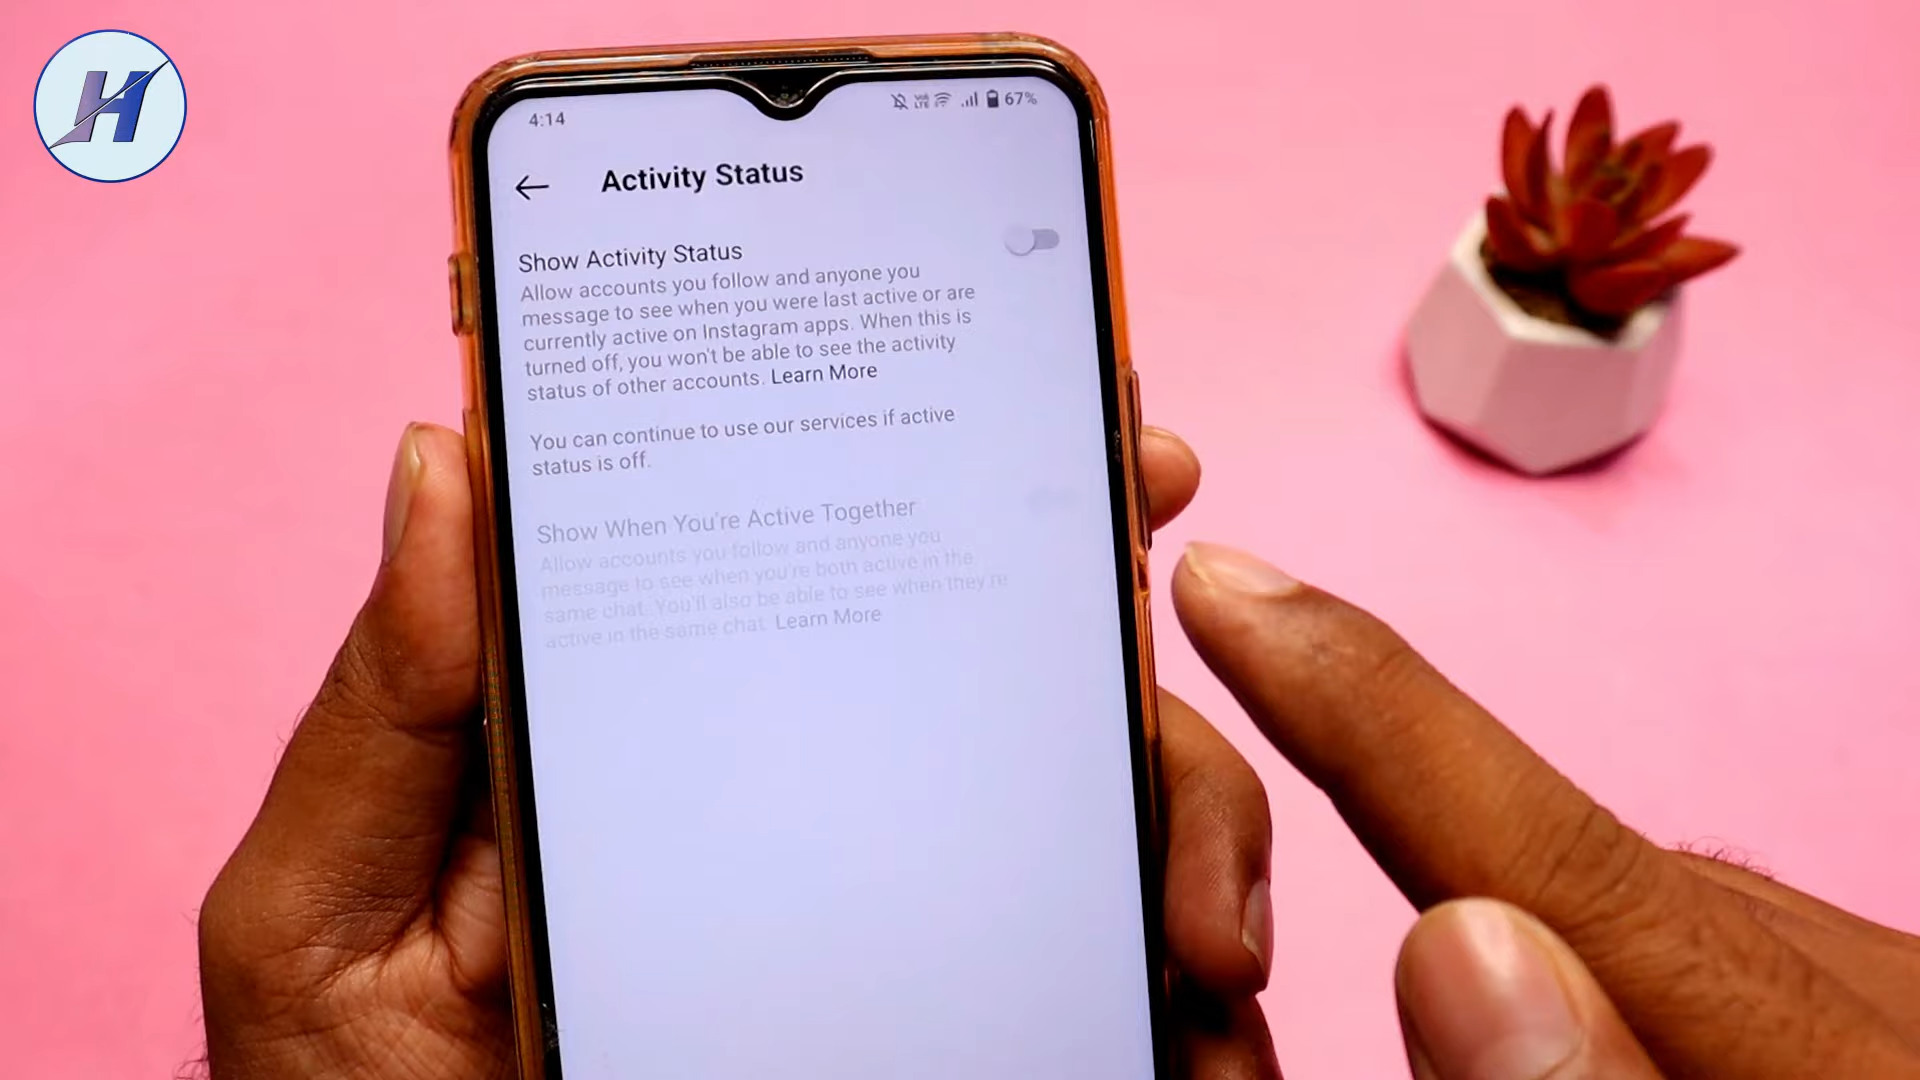 H
4:14
67%
Activity Status
Show Activity Status
Allow accounts you follow and anyone you
message to see when you were last active or are
currently active on Instagram apps. When this is
turned off, you won't be able to see the activity
status of other accounts. Learn More
You can continue to use our services if active
status is off.
Show When You're Active Together
Allow accounts you follow and anyone you
message to see when you're both active in the
same chat. You'll also be able to see when they're
active in the same chat. Learn More